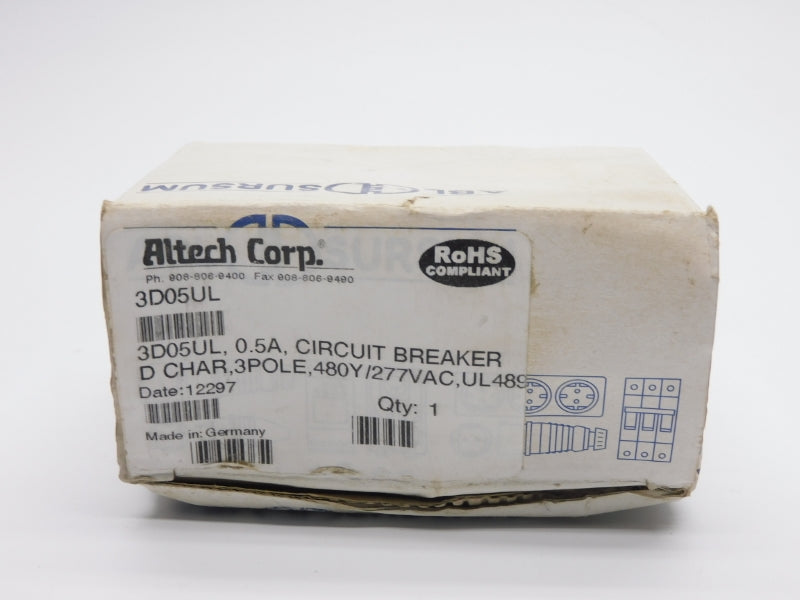 ABL SURSUM
Altech Corp.®
RoHS
COMPLIANT
Ph. 908-806-9400 Fax 908-806-9490
3D05UL
3D05UL, 0.5A, CIRCUIT BREAKER
D CHAR,3POLE,480Y/277VAC,UL489
Date:12297
Qty: 1
Made in: Germany